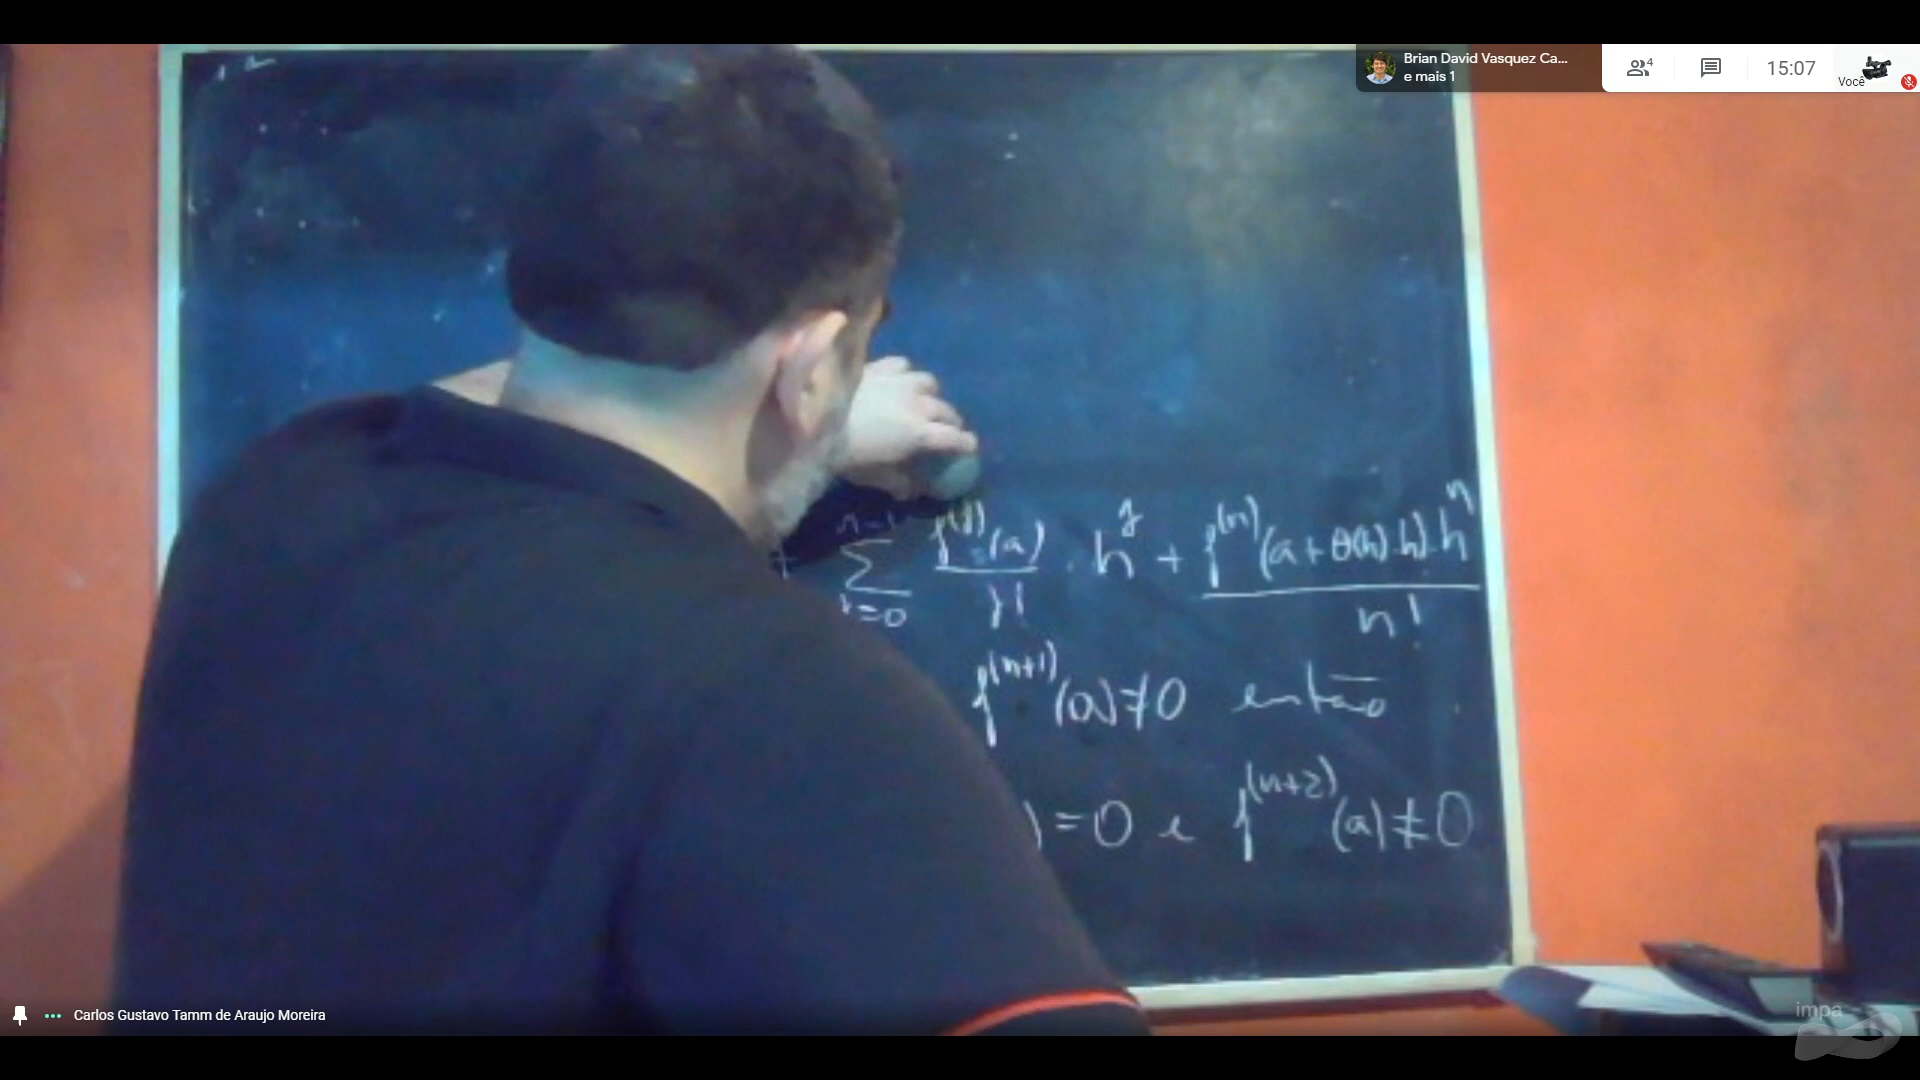 Brian David Vasquez Ca...
e mais 1
4
15:07
Você
n-1 f^{(j)}(a) . h^j + f^{(n)}(a+θ(h).h).h^n
+ Σ
j=0 j! n!
f^{(n+1)}(a)≠0 então
)=0 e f^{(n+2)}(a)≠0
Carlos Gustavo Tamm de Araujo Moreira
impa